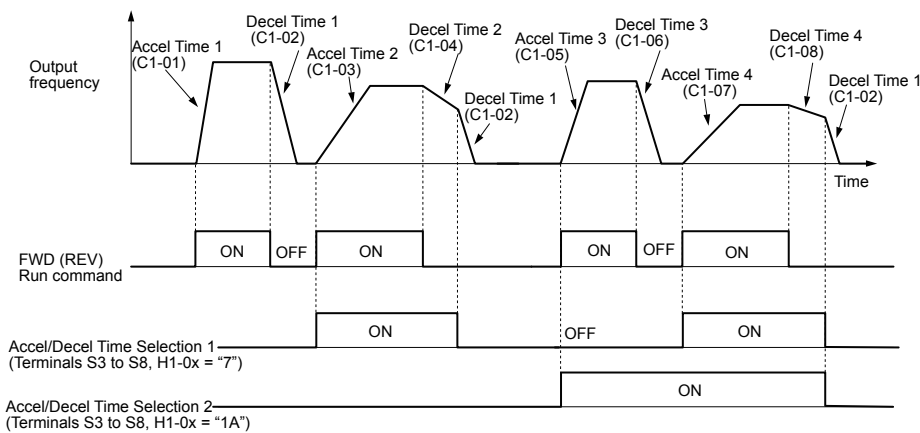 Output
frequency
Accel Time 1
(C1-01)
Decel Time 1
(C1-02)
Accel Time 2
(C1-03)
Decel Time 2
(C1-04)
Decel Time 1
(C1-02)
Accel Time 3
(C1-05)
Decel Time 3
(C1-06)
Accel Time 4
(C1-07)
Decel Time 4
(C1-08)
Decel Time 1
(C1-02)
Time
FWD (REV)
Run command
ON
OFF
ON
ON
OFF
ON
Accel/Decel Time Selection 1
(Terminals S3 to S8, H1-0x = “7”)
ON
OFF
ON
Accel/Decel Time Selection 2
(Terminals S3 to S8, H1-0x = “1A”)
ON